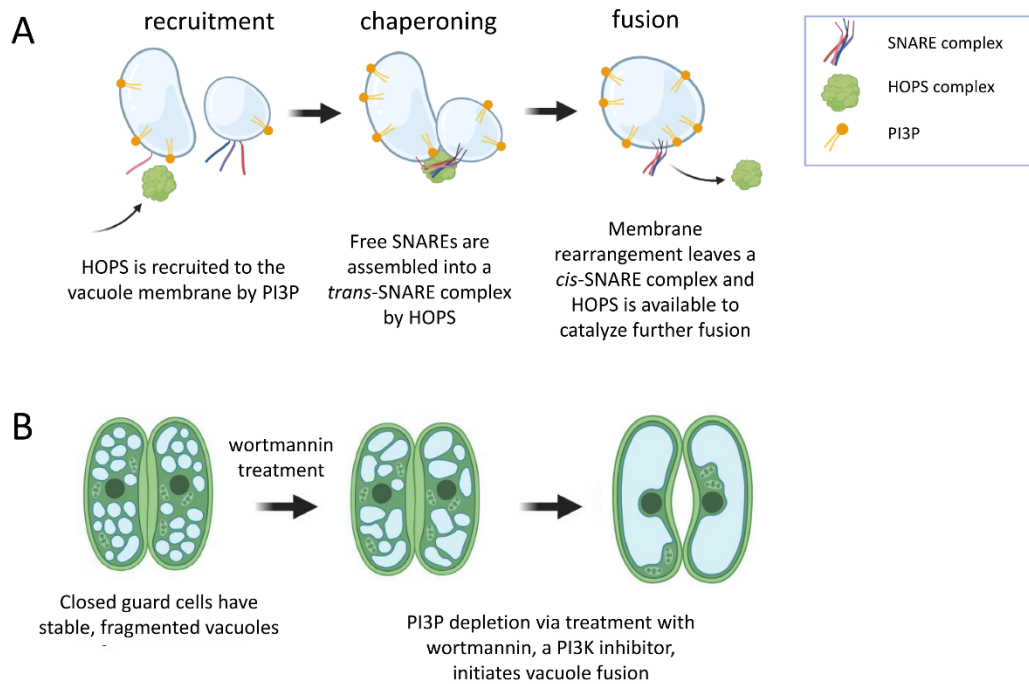 A
recruitment
chaperoning
fusion
SNARE complex
HOPS complex
PI3P
HOPS is recruited to the
vacuole membrane by PI3P
Free SNAREs are
assembled into a
trans-SNARE complex
by HOPS
Membrane
rearrangement leaves a
cis-SNARE complex and
HOPS is available to
catalyze further fusion
B
wortmannin
treatment
Closed guard cells have
stable, fragmented vacuoles
PI3P depletion via treatment with
wortmannin, a PI3K inhibitor,
initiates vacuole fusion